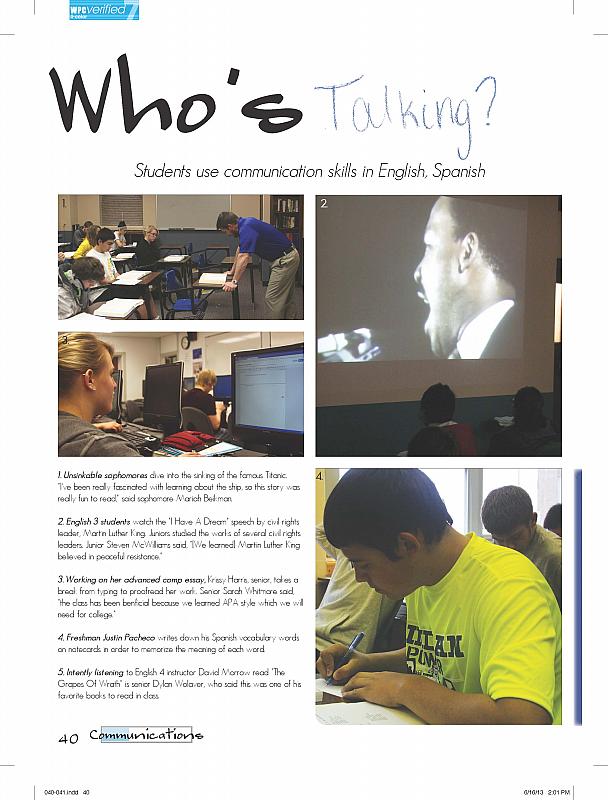 WPC verified 7
4-color
Who's Talking?
Students use communication skills in English, Spanish
1.
2.
3.
4.
1. Unsinkable sophomores dive into the sinking of the famous Titanic.
"I've been really fascinated with learning about the ship, so this story was
really fun to read," said sophomore Mariah Beikman.
2. English 3 students watch the "I Have A Dream" speech by civil rights
leader, Martin Luther King. Juniors studied the works of several civil rights
leaders. Junior Steven McWilliams said, "[We learned] Martin Luther King
believed in peaceful resistance."
3. Working on her advanced comp essay, Krissy Harris, senior, takes a
break from typing to proofread her work. Senior Sarah Whitmore said,
"the class has been benficial because we learned APA style which we will
need for college."
4. Freshman Justin Pacheco writes down his Spanish vocabulary words
on notecards in order to memorize the meaning of each word.
5. Intently listening to English 4 instructor David Morrow read "The
Grapes Of Wrath" is senior Dylan Wolaver, who said this was one of his
favorite books to read in class.
40 Communications
040-041.indd 40
6/16/13 2:01 PM